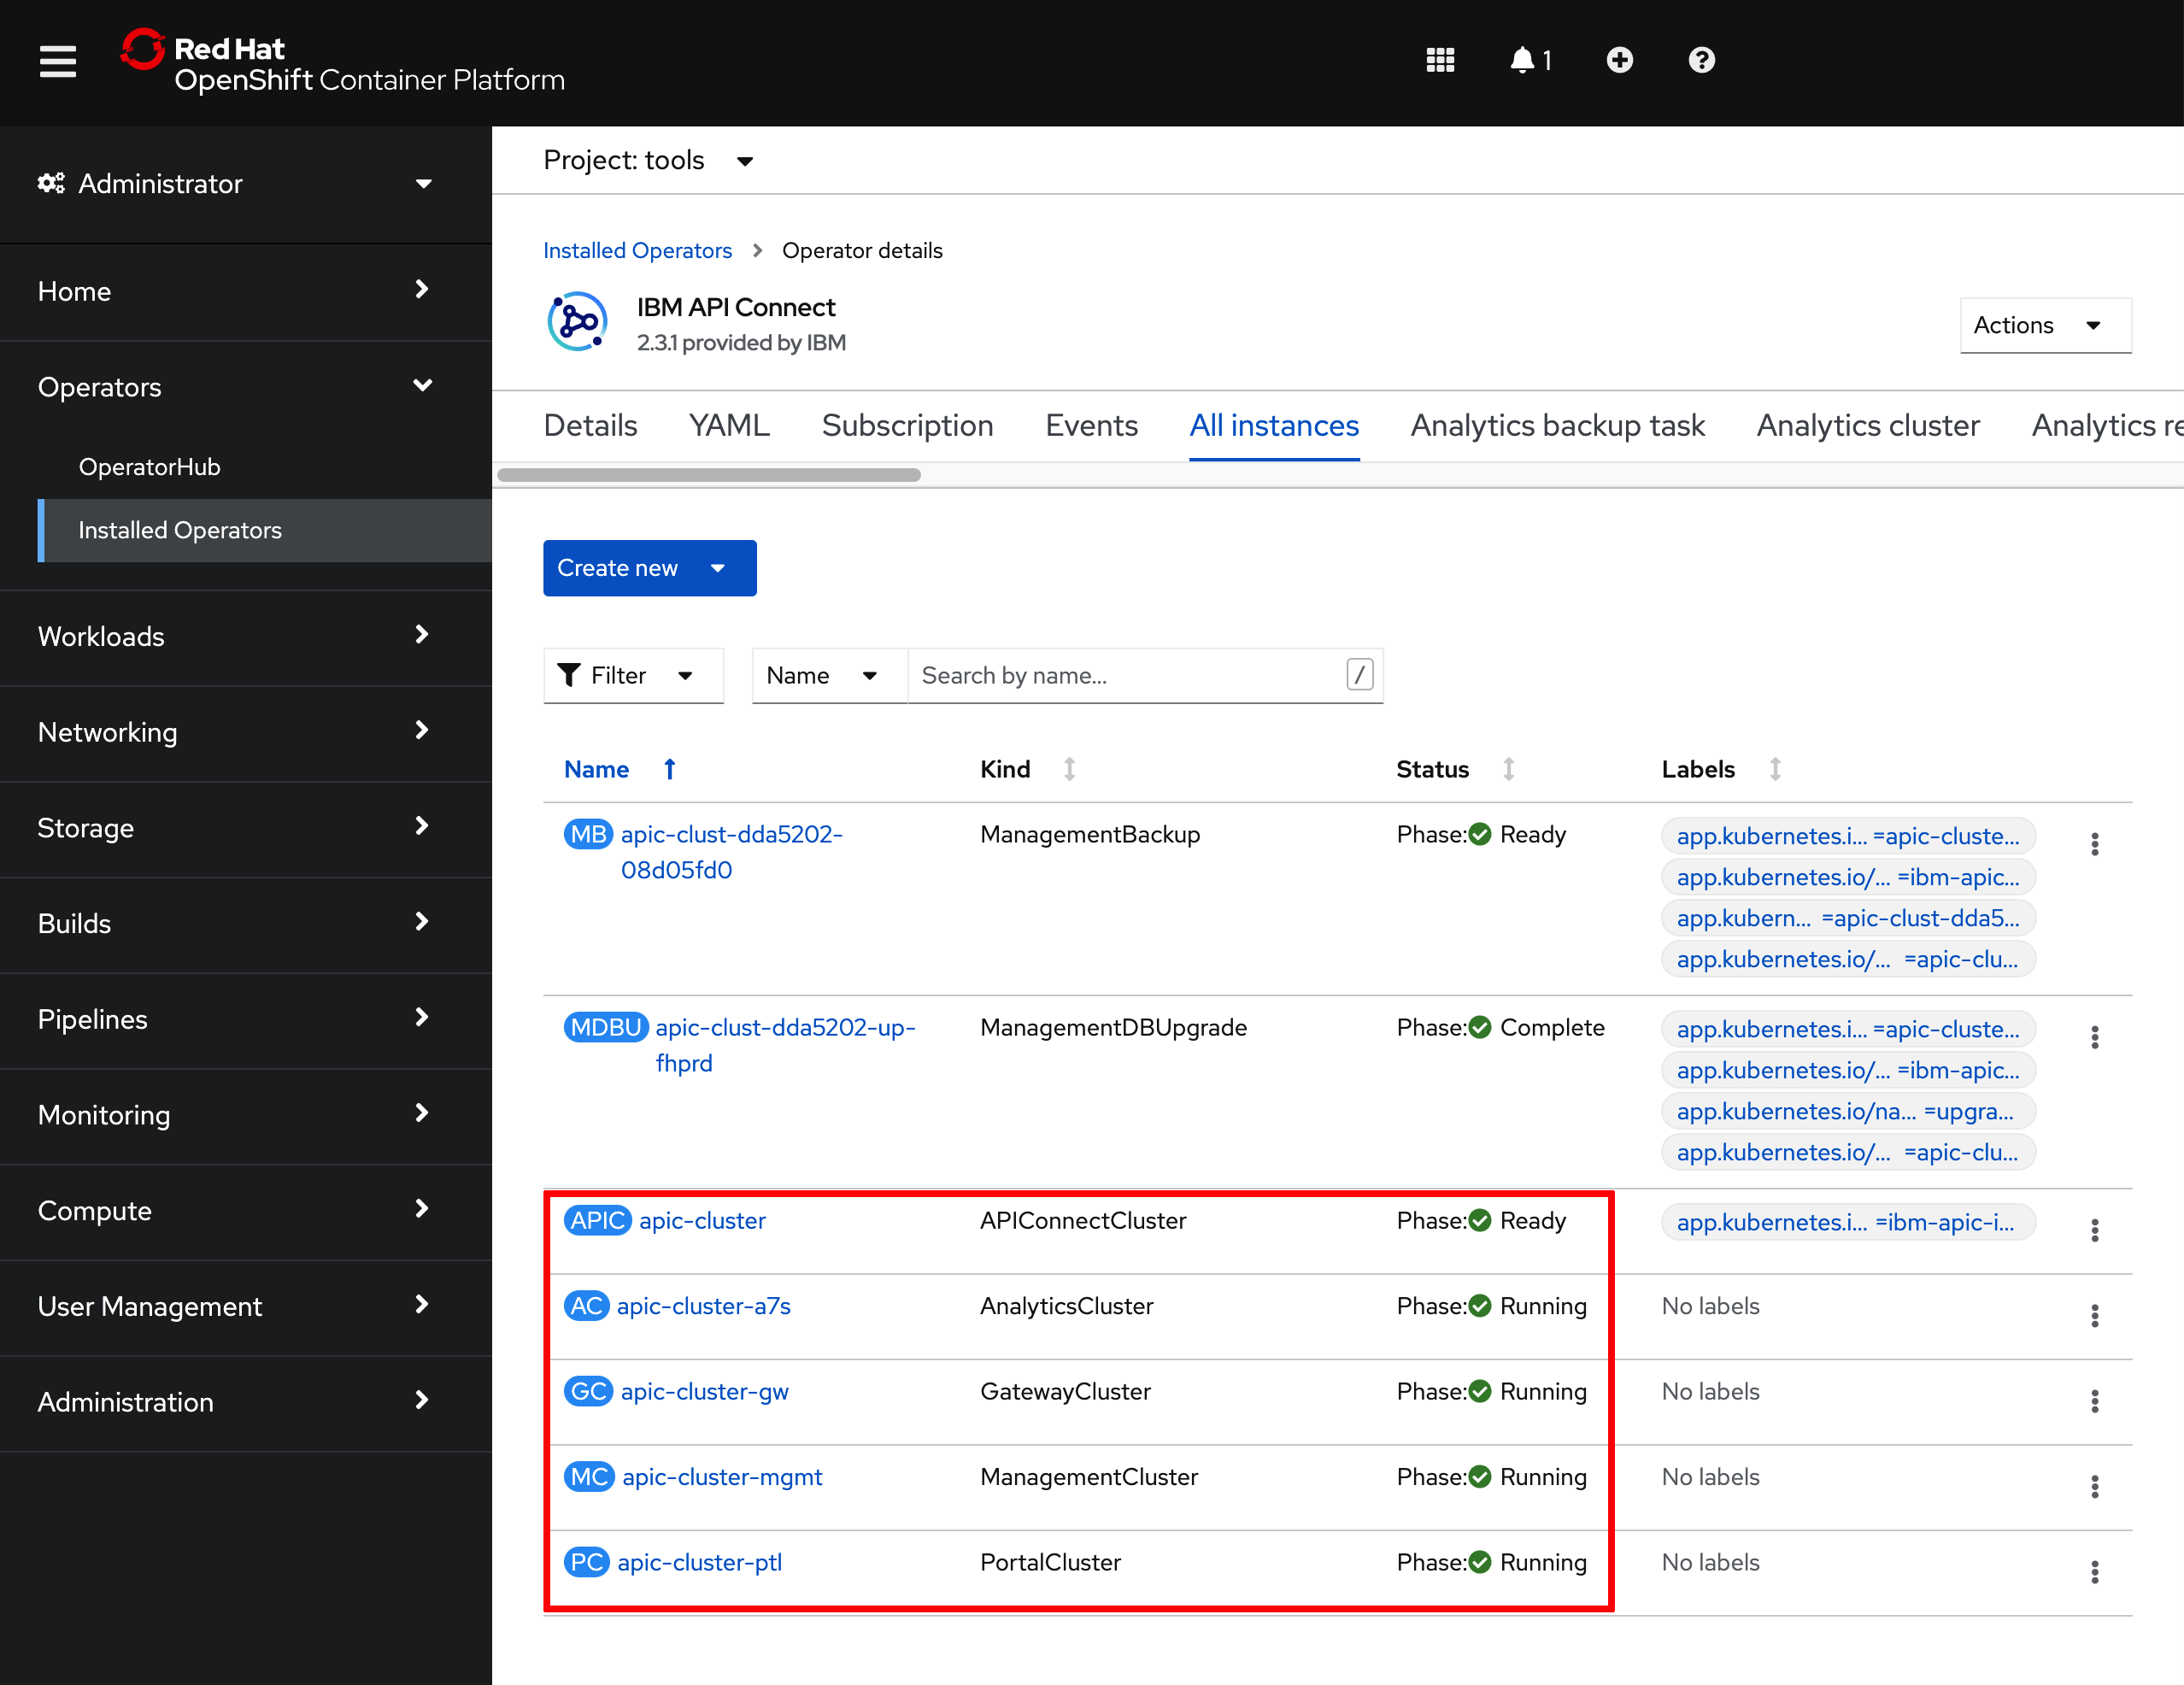 Red Hat
OpenShift Container Platform
1
Administrator
Home
Operators
OperatorHub
Installed Operators
Workloads
Networking
Storage
Builds
Pipelines
Monitoring
Compute
User Management
Administration
Project: tools
Installed Operators > Operator details
IBM API Connect
2.3.1 provided by IBM
Actions
Details YAML Subscription Events All instances Analytics backup task Analytics cluster Analytics re
Create new
Filter Name Search by name... /
Name Kind Status Labels
MB apic-clust-dda5202-08d05fd0 ManagementBackup Phase: Ready
app.kubernetes.i... =apic-cluste...
app.kubernetes.io/... =ibm-apic...
app.kubern... =apic-clust-dda5...
app.kubernetes.io/... =apic-clu...
MDBU apic-clust-dda5202-up-fhprd ManagementDBUpgrade Phase: Complete
app.kubernetes.i... =apic-cluste...
app.kubernetes.io/... =ibm-apic...
app.kubernetes.io/na... =upgra...
app.kubernetes.io/... =apic-clu...
APIC apic-cluster APIConnectCluster Phase: Ready app.kubernetes.i... =ibm-apic-i...
AC apic-cluster-a7s AnalyticsCluster Phase: Running No labels
GC apic-cluster-gw GatewayCluster Phase: Running No labels
MC apic-cluster-mgmt ManagementCluster Phase: Running No labels
PC apic-cluster-ptl PortalCluster Phase: Running No labels